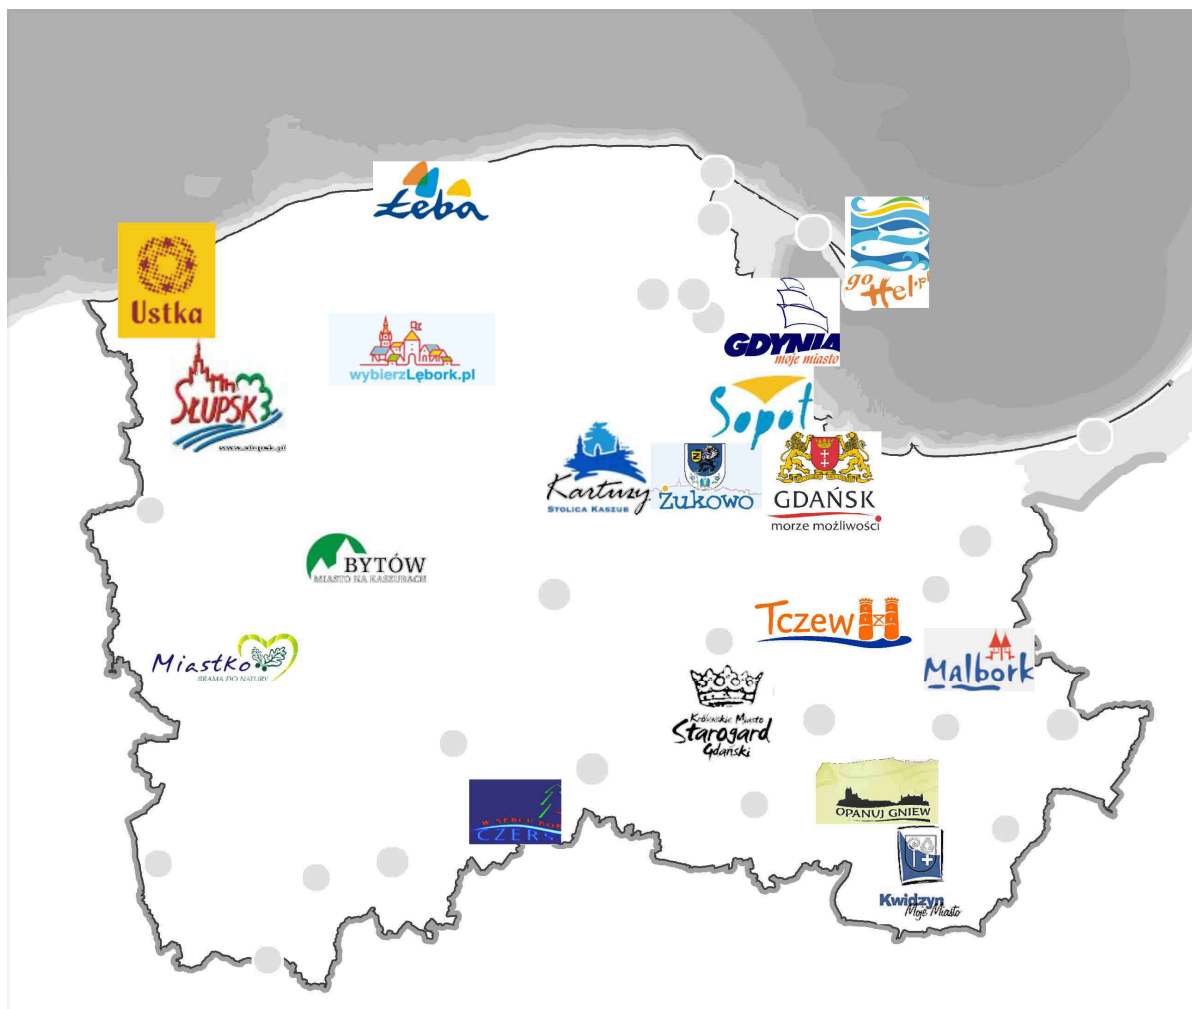 Łeba
go
Hel.pl
Ustka
GDYNIA
moje miasto
wybierzLębork.pl
SŁUPSK
Sopot
Kartuzy
STOLICA KASZUB
Żukowo
GDAŃSK
morze możliwości
BYTÓW
MIASTO NA KASZUBACH
Tczew
Miastko
BRAMA DO NATURY
Malbork
Królewskie Miasto
Starogard
Gdański
OPANUJ GNIEW
W SERCU BOR
CZERS
Kwidzyn
Moje Miasto